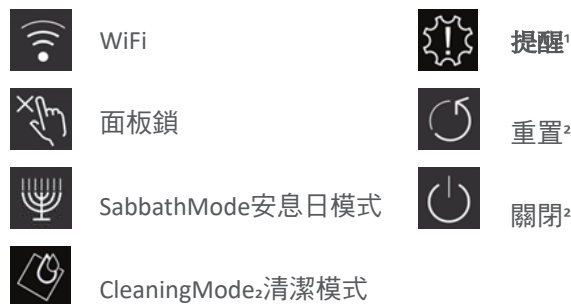 WiFi
面板鎖
SabbathMode安息日模式
CleaningMode₂清潔模式
提醒¹
重置²
關閉²